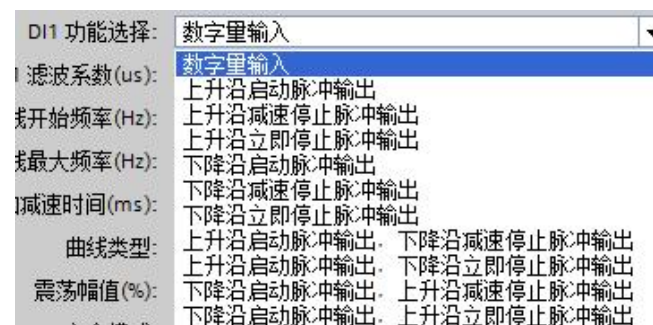 DI1 功能选择:
数字量输入
数字量输入
滤波系数(us):
上升沿启动脉冲输出
上升沿减速停止脉冲输出
线开始频率(Hz):
上升沿立即停止脉冲输出
下降沿启动脉冲输出
线最大频率(Hz):
下降沿减速停止脉冲输出
减速时间(ms):
下降沿立即停止脉冲输出
上升沿启动脉冲输出，下降沿减速停止脉冲输出
曲线类型:
上升沿启动脉冲输出，下降沿立即停止脉冲输出
震荡幅值(%):
下降沿启动脉冲输出，上升沿减速停止脉冲输出
下降沿启动脉冲输出，上升沿立即停止脉冲输出